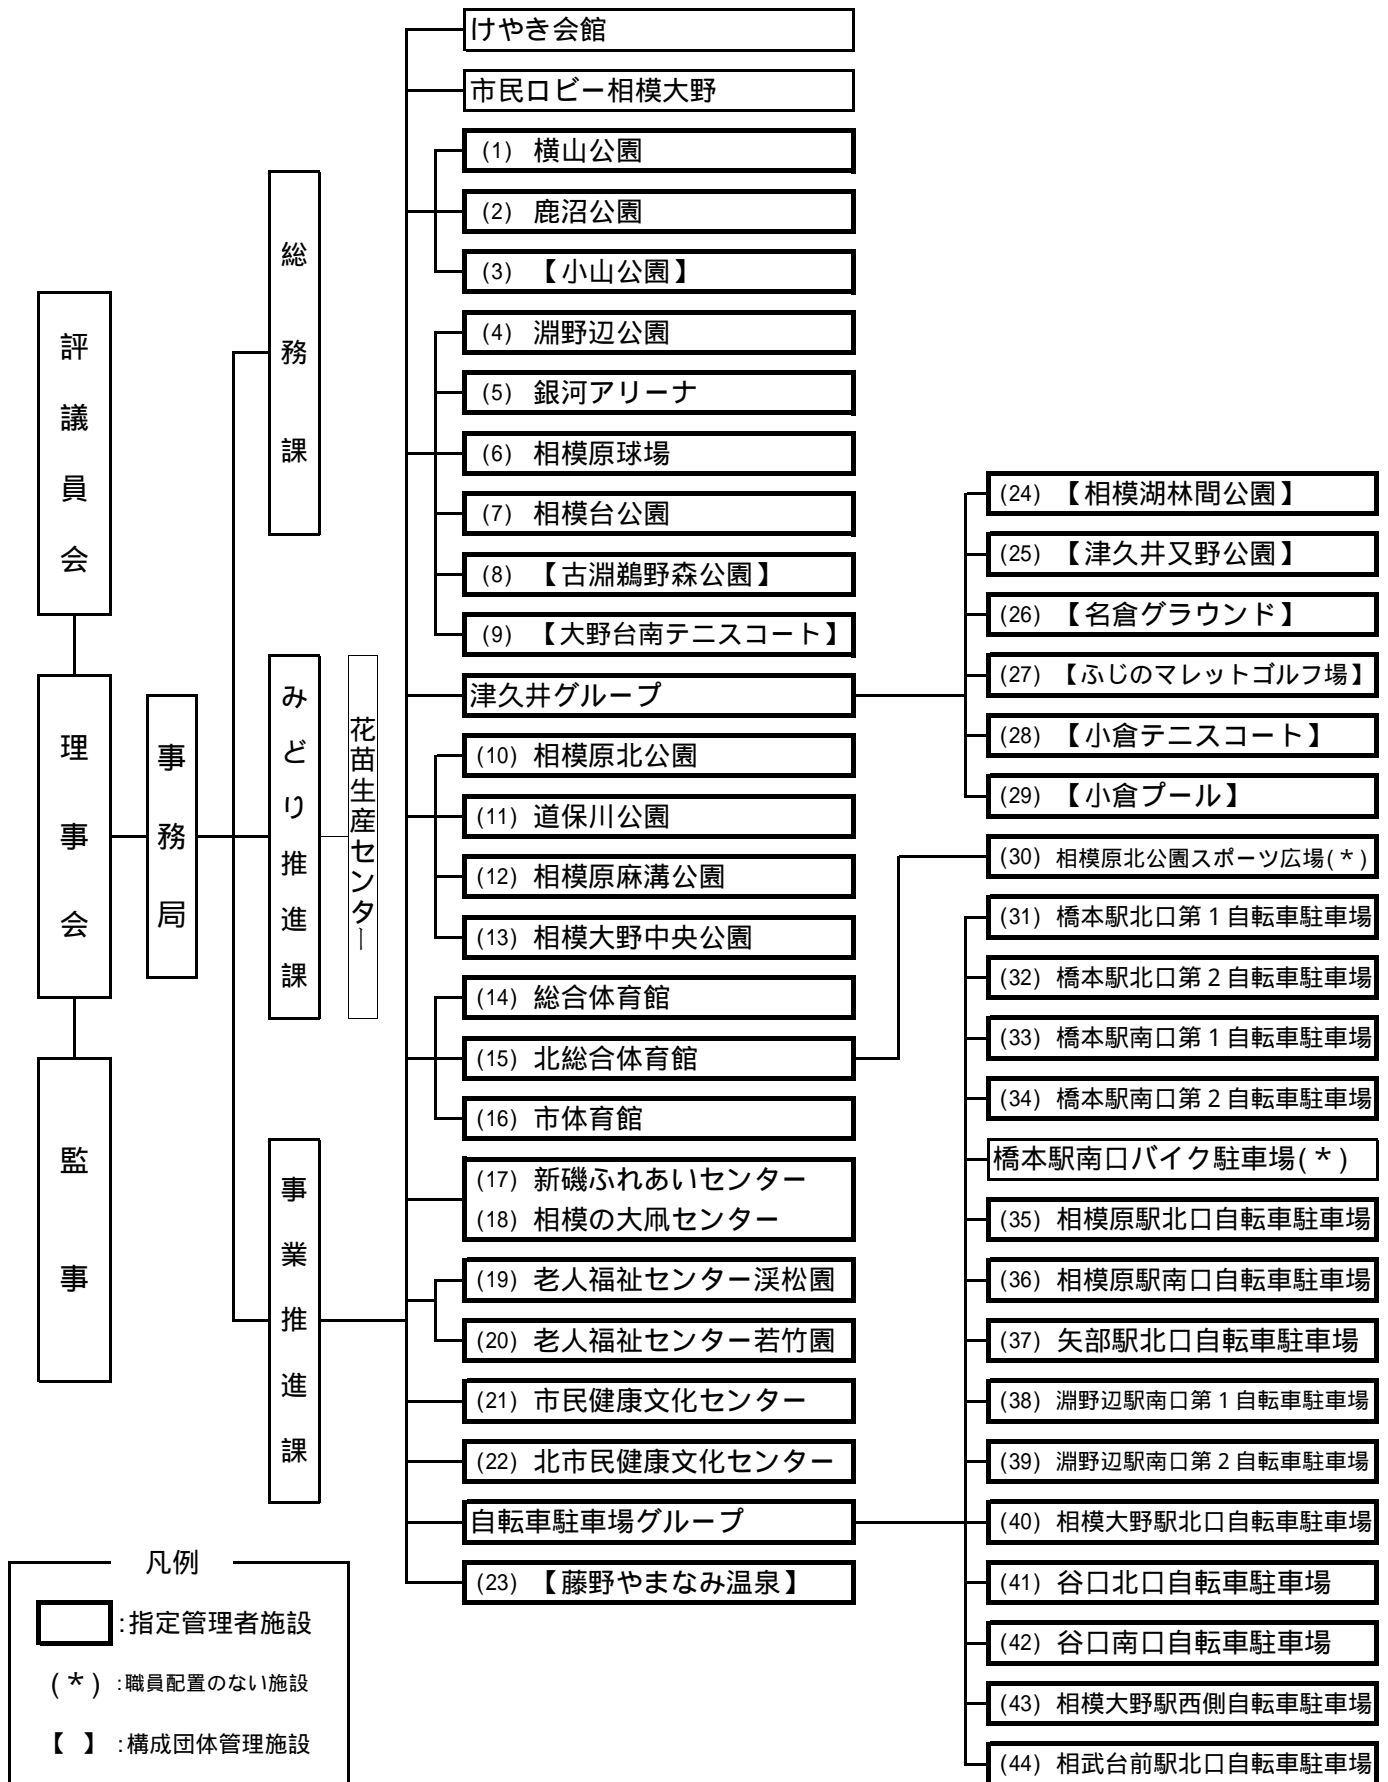 評議員会
理事会
監事
事務局
総務課
みどり推進課
花苗生産センター
事業推進課
けやき会館
市民ロビー相模大野
(1) 横山公園
(2) 鹿沼公園
(3) 【小山公園】
(4) 淵野辺公園
(5) 銀河アリーナ
(6) 相模原球場
(7) 相模台公園
(8) 【古淵鵜野森公園】
(9) 【大野台南テニスコート】
津久井グループ
(10) 相模原北公園
(11) 道保川公園
(12) 相模原麻溝公園
(13) 相模大野中央公園
(14) 総合体育館
(15) 北総合体育館
(16) 市体育館
(17) 新磯ふれあいセンター
(18) 相模の大凧センター
(19) 老人福祉センター渓松園
(20) 老人福祉センター若竹園
(21) 市民健康文化センター
(22) 北市民健康文化センター
自転車駐車場グループ
(23) 【藤野やまなみ温泉】
(24) 【相模湖林間公園】
(25) 【津久井又野公園】
(26) 【名倉グラウンド】
(27) 【ふじのマレットゴルフ場】
(28) 【小倉テニスコート】
(29) 【小倉プール】
(30) 相模原北公園スポーツ広場(*)
(31) 橋本駅北口第1自転車駐車場
(32) 橋本駅北口第2自転車駐車場
(33) 橋本駅南口第1自転車駐車場
(34) 橋本駅南口第2自転車駐車場
橋本駅南口バイク駐車場(*)
(35) 相模原駅北口自転車駐車場
(36) 相模原駅南口自転車駐車場
(37) 矢部駅北口自転車駐車場
(38) 淵野辺駅南口第1自転車駐車場
(39) 淵野辺駅南口第2自転車駐車場
(40) 相模大野駅北口自転車駐車場
(41) 谷口北口自転車駐車場
(42) 谷口南口自転車駐車場
(43) 相模大野駅西側自転車駐車場
(44) 相武台前駅北口自転車駐車場
凡例
:指定管理者施設
(*) :職員配置のない施設
【 】 :構成団体管理施設